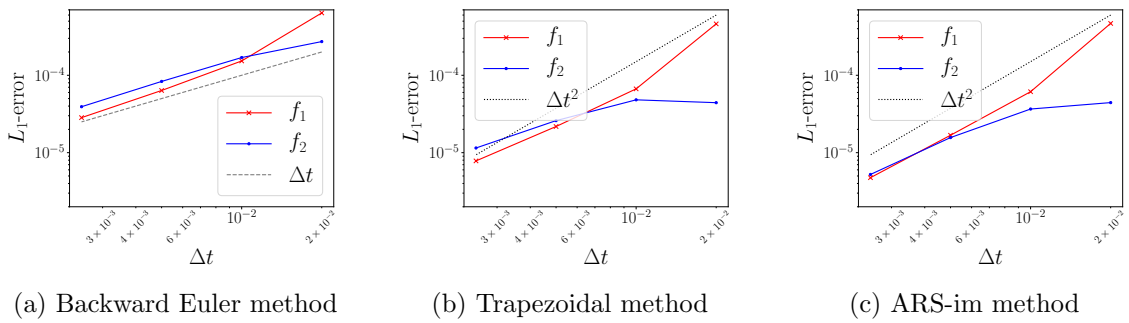 10⁻⁴
10⁻⁵
L₁-error
f₁
f₂
Δt
3 × 10⁻³
4 × 10⁻³
6 × 10⁻³
10⁻²
2 × 10⁻²
Δt
(a) Backward Euler method
10⁻⁴
10⁻⁵
L₁-error
f₁
f₂
Δt²
3 × 10⁻³
4 × 10⁻³
6 × 10⁻³
10⁻²
2 × 10⁻²
Δt
(b) Trapezoidal method
10⁻⁴
10⁻⁵
L₁-error
f₁
f₂
Δt²
3 × 10⁻³
4 × 10⁻³
6 × 10⁻³
10⁻²
2 × 10⁻²
Δt
(c) ARS-im method